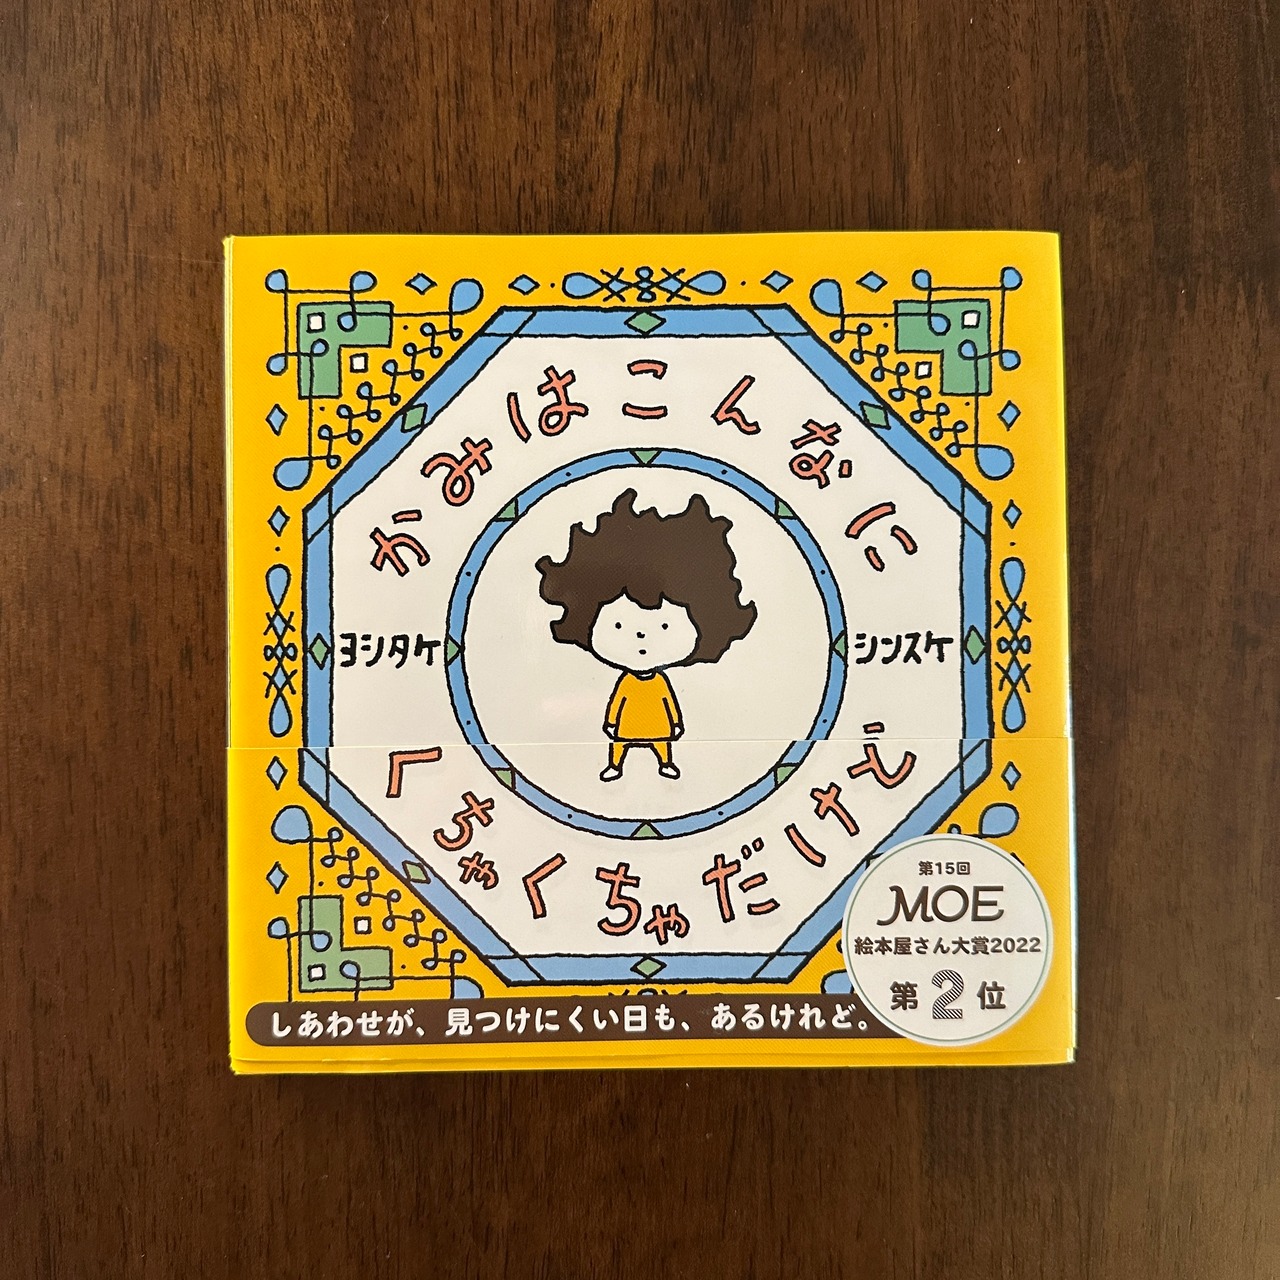 かみはこんなに
ヨシタケ
シンスケ
くちゃくちゃだけど
第15回
MOE
絵本屋さん大賞2022
第2位
しあわせが、見つけにくい日も、あるけれど。